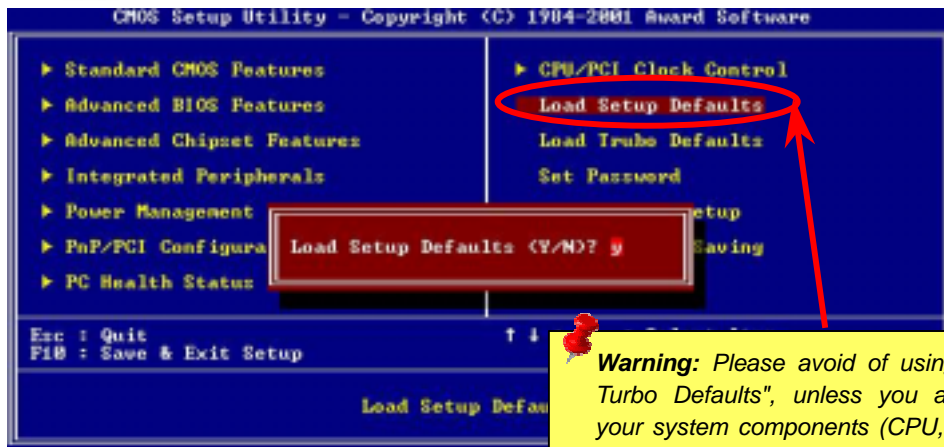 CMOS Setup Utility - Copyright (C) 1984-2001 Award Software
▶ Standard CMOS Features
▶ Advanced BIOS Features
▶ Advanced Chipset Features
▶ Integrated Peripherals
▶ Power Management
▶ PnP/PCI Configura
▶ PC Health Status
▶ CPU/PCI Clock Control
Load Setup Defaults
Load Trubo Defaults
Set Password
etup
Saving
Load Setup Defaults (Y/N)? y
Esc : Quit
F10 : Save & Exit Setup
↑ ↓
Load Setup Defau
Warning: Please avoid of usin
Turbo Defaults", unless you a
your system components (CPU,